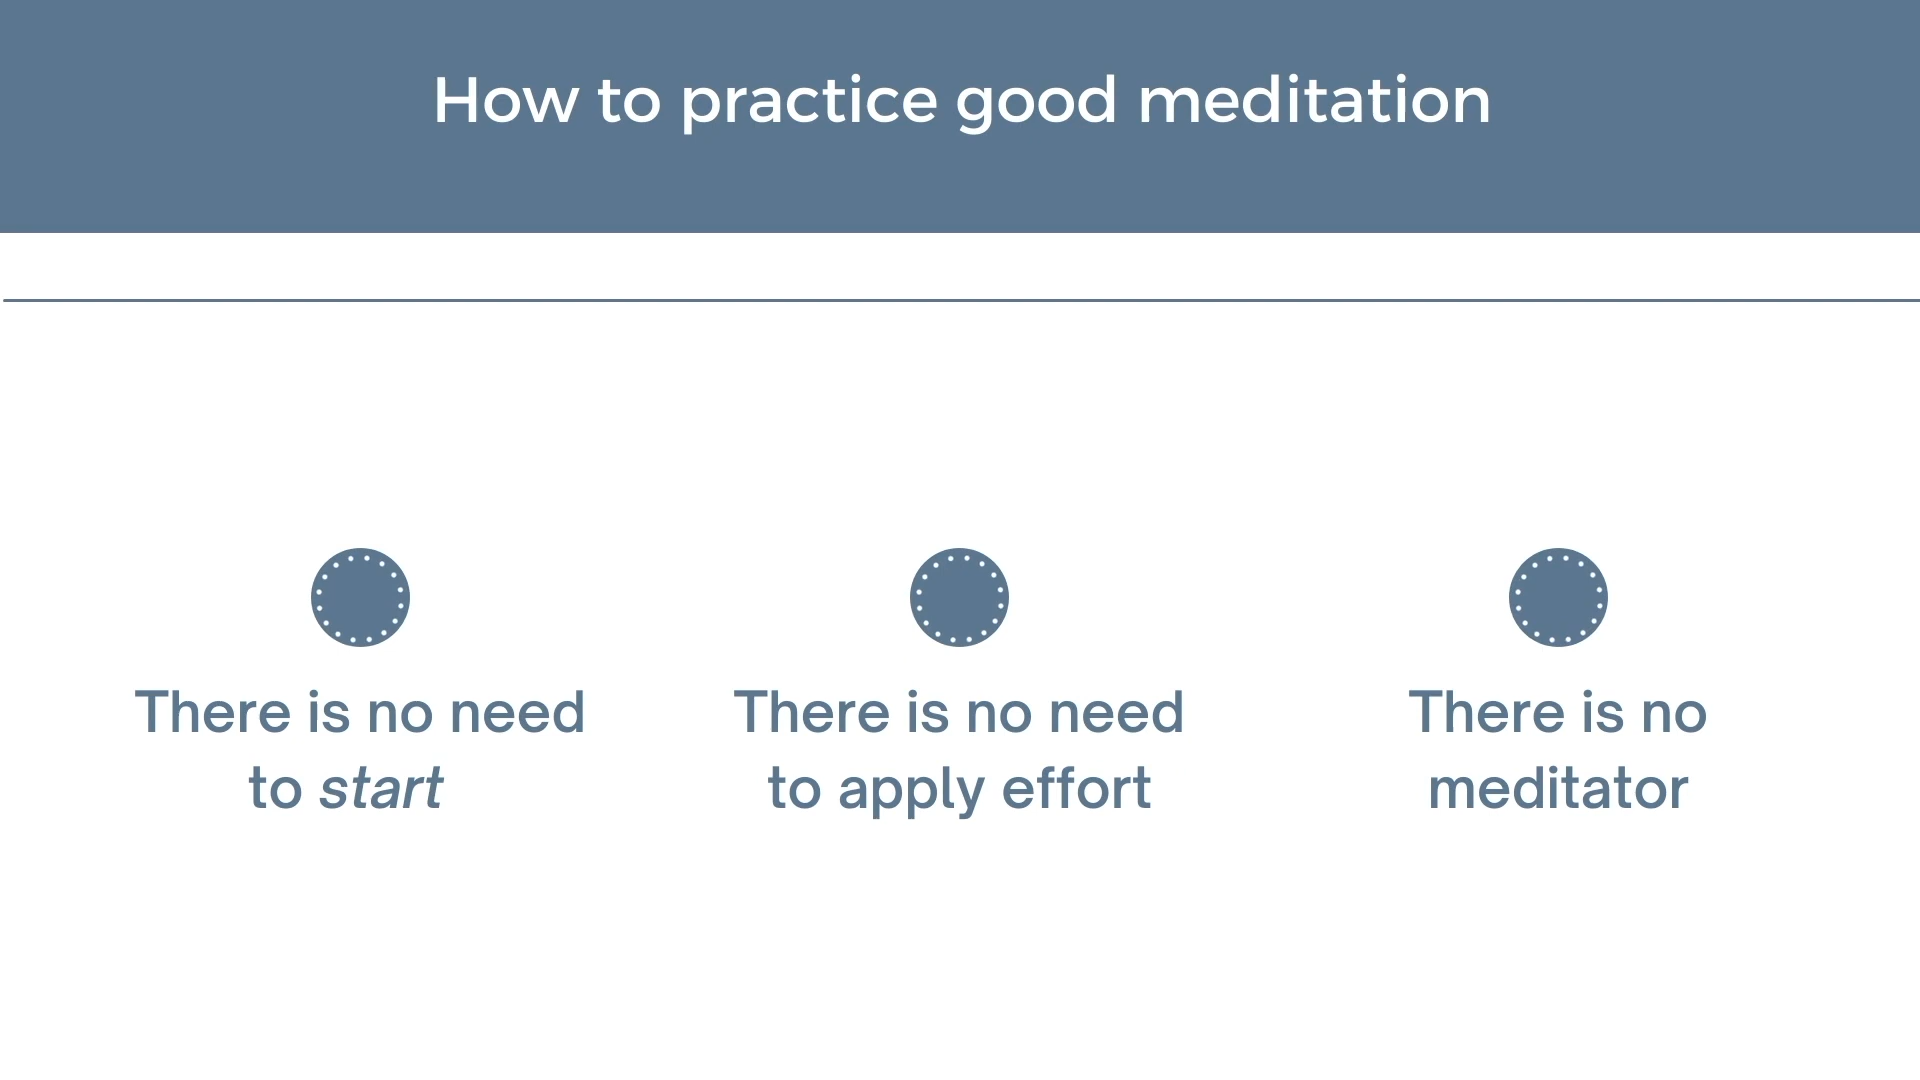 How to practice good meditation
There is no need
to start
There is no need
to apply effort
There is no
meditator